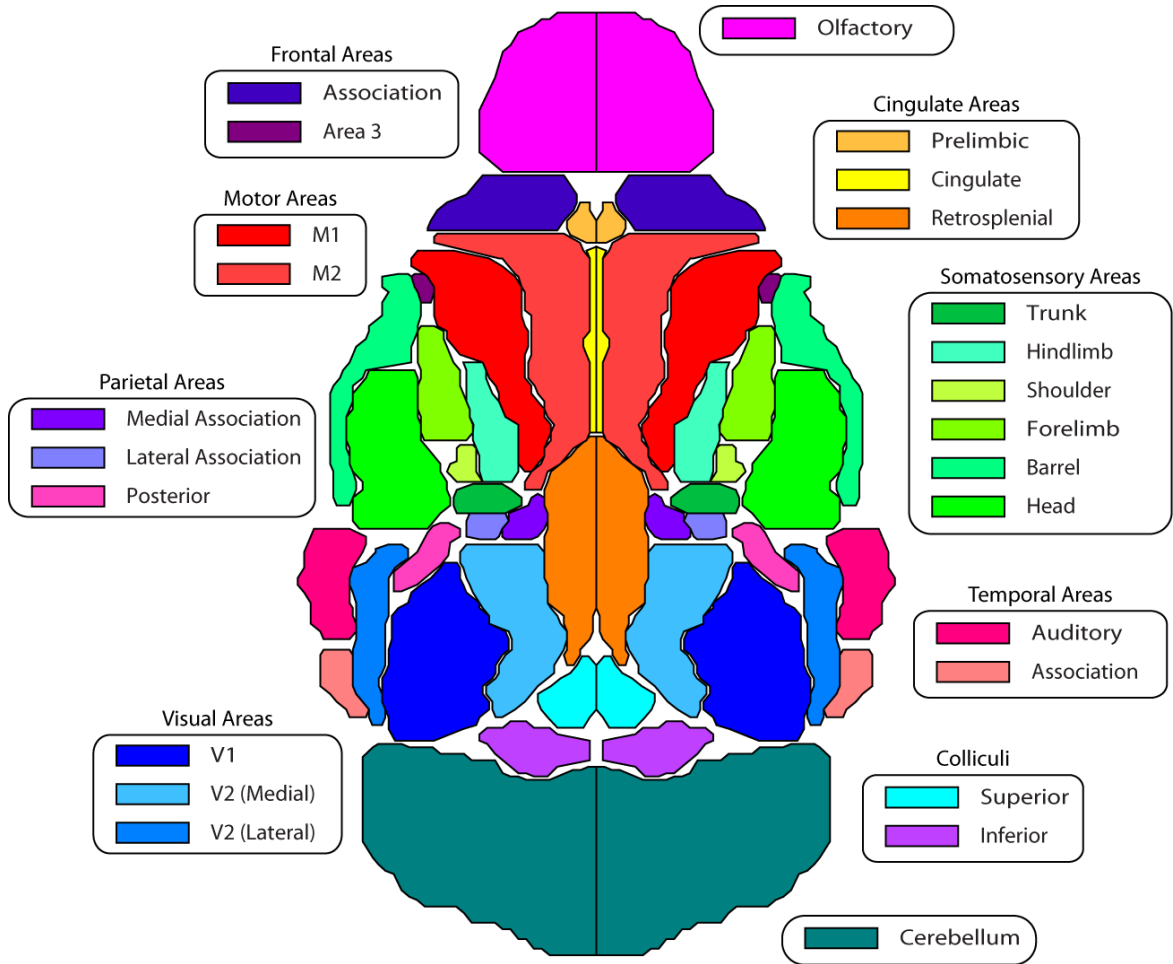 Olfactory
Frontal Areas
Association
Area 3
Cingulate Areas
Prelimbic
Cingulate
Retrosplenial
Motor Areas
M1
M2
Somatosensory Areas
Trunk
Hindlimb
Shoulder
Forelimb
Barrel
Head
Parietal Areas
Medial Association
Lateral Association
Posterior
Temporal Areas
Auditory
Association
Visual Areas
V1
V2 (Medial)
V2 (Lateral)
Colliculi
Superior
Inferior
Cerebellum